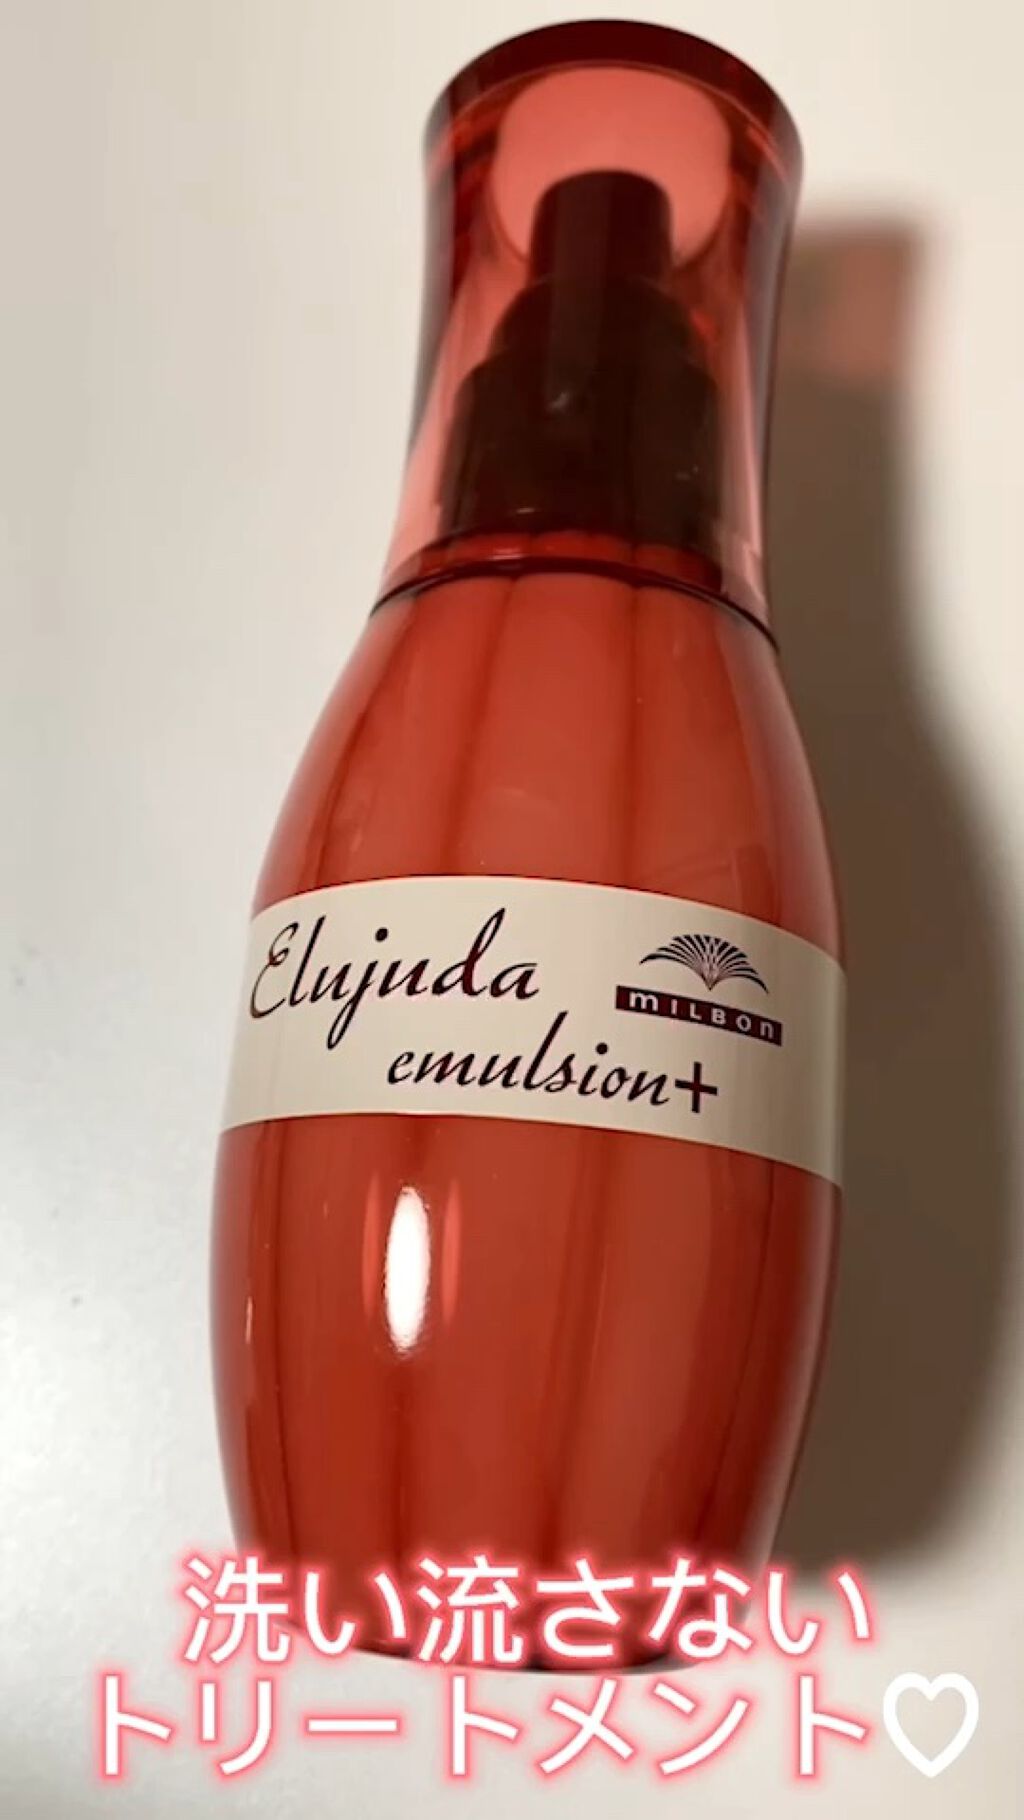 Elujuda
MILBON
emulsion+
洗い流さない
トリートメント♡